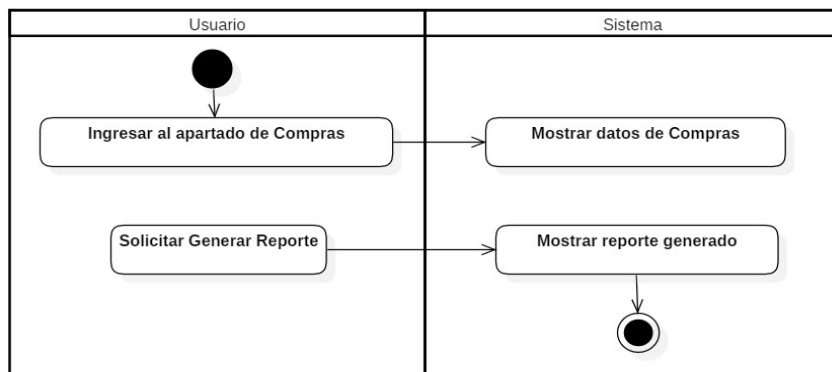 Usuario
Sistema
Ingresar al apartado de Compras
Mostrar datos de Compras
Solicitar Generar Reporte
Mostrar reporte generado